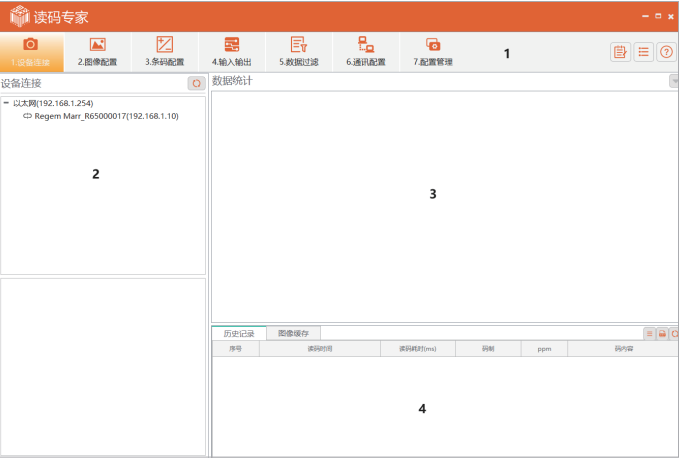 读码专家
1.设备连接 2.图像配置 3.条码配置 4.输入输出 5.数据过滤 6.通讯配置 7.配置管理 1
设备连接
数据统计
以太网(192.168.1.254)
Regem Marr_R65000017(192.168.1.10)
2
3
历史记录 图像缓存
序号 读码时间 读码耗时(ms) 码制 ppm 码内容
4